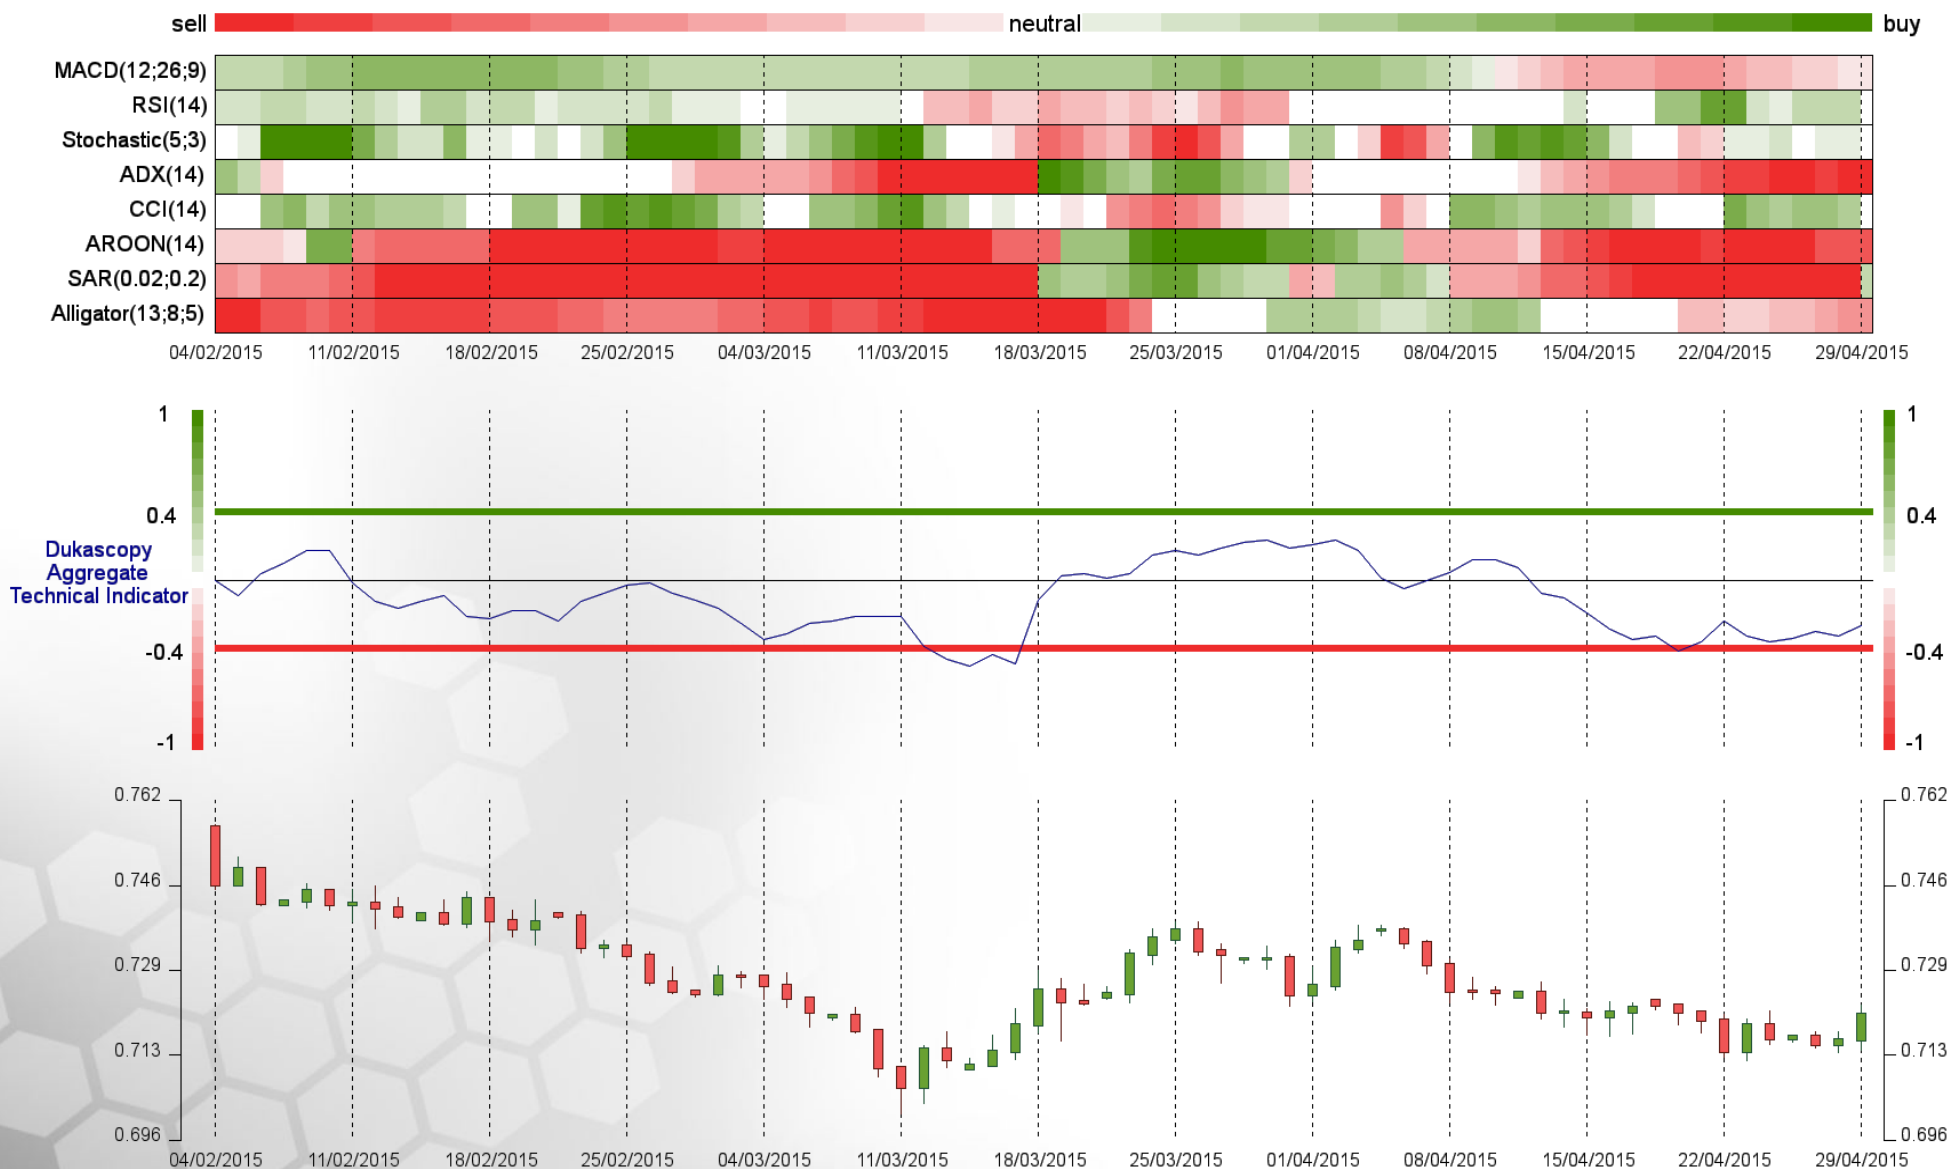 sell neutral buy
MACD(12;26;9)
RSI(14)
Stochastic(5;3)
ADX(14)
CCI(14)
AROON(14)
SAR(0.02;0.2)
Alligator(13;8;5)
04/02/2015 11/02/2015 18/02/2015 25/02/2015 04/03/2015 11/03/2015 18/03/2015 25/03/2015 01/04/2015 08/04/2015 15/04/2015 22/04/2015 29/04/2015
1 1
0.4 0.4
Dukascopy
Aggregate
Technical Indicator
-0.4 -0.4
-1 -1
0.762 0.762
0.746 0.746
0.729 0.729
0.713 0.713
0.696 0.696
04/02/2015 11/02/2015 18/02/2015 25/02/2015 04/03/2015 11/03/2015 18/03/2015 25/03/2015 01/04/2015 08/04/2015 15/04/2015 22/04/2015 29/04/2015